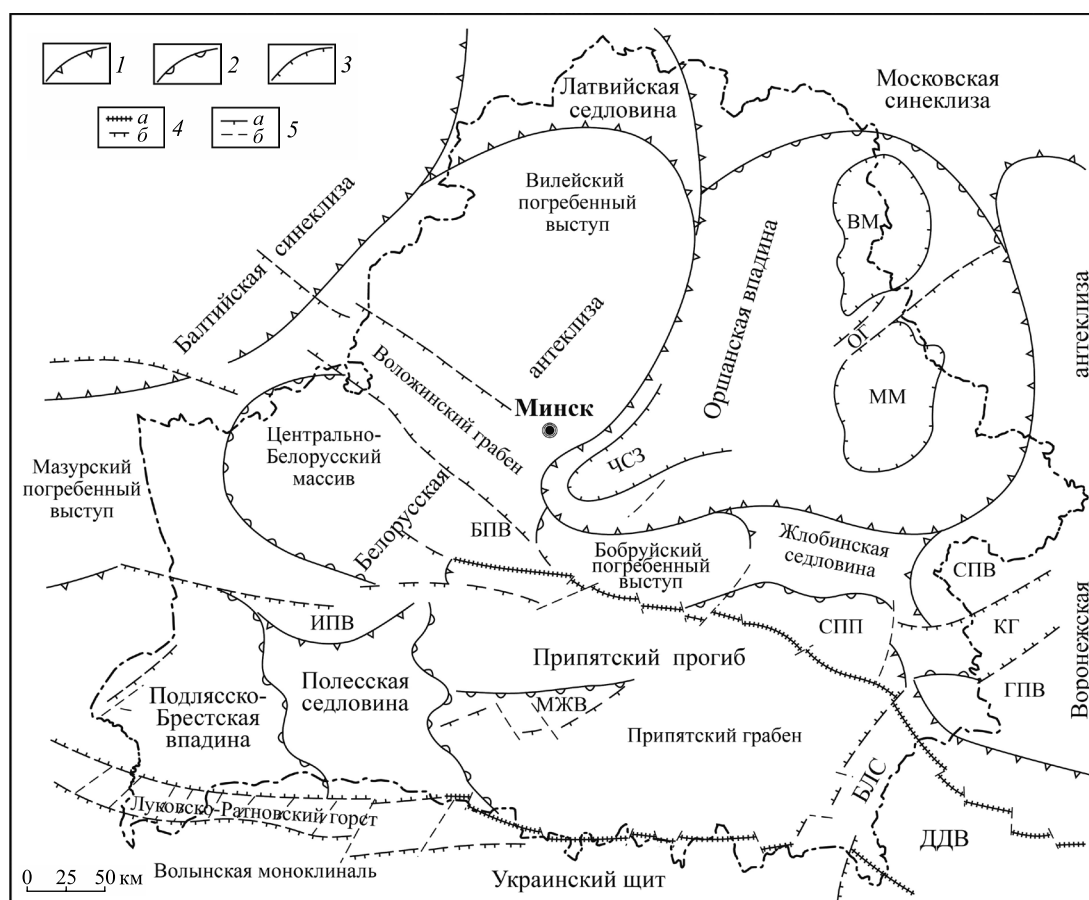 1
2
3
а
б
4
а
б
5
Латвийская
седловина
Московская
синеклиза
Вилейский
погребенный
выступ
ВМ
Балтийская синеклиза
Оршанская впадина
антеклиза
ОГ
антеклиза
Воложинский грабен
Минск
ММ
Центрально-
Белорусский
массив
ЧСЗ
Мазурский
погребенный
выступ
Белорусская
БПВ
Бобруйский
погребенный
выступ
Жлобинская
седловина
СПВ
ИПВ
СПП
КГ
Воронежская
Припятский прогиб
Полесская
седловина
Подлясско-
Брестская
впадина
МЖВ
ГПВ
Припятский грабен
БЛС
Луковско-Ратновский горст
ДДВ
0 25 50 км
Волынская моноклиналь
Украинский щит